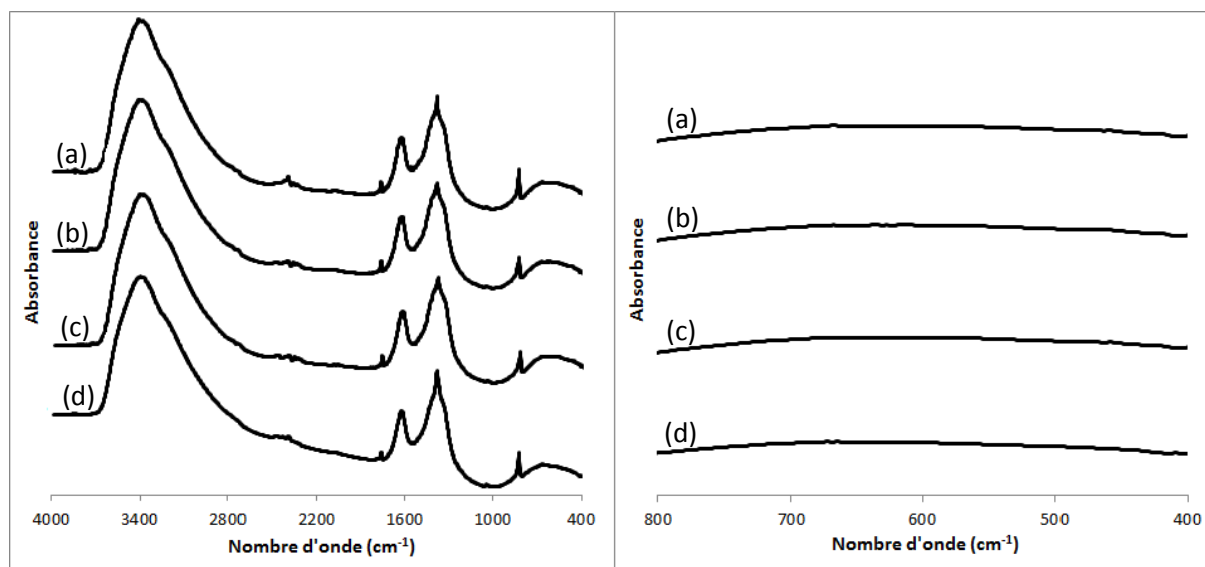 Absorbance
(a)
(b)
(c)
(d)
4000 3400 2800 2200 1600 1000 400
Nombre d'onde (cm⁻¹)
Absorbance
(a)
(b)
(c)
(d)
800 700 600 500 400
Nombre d'onde (cm⁻¹)